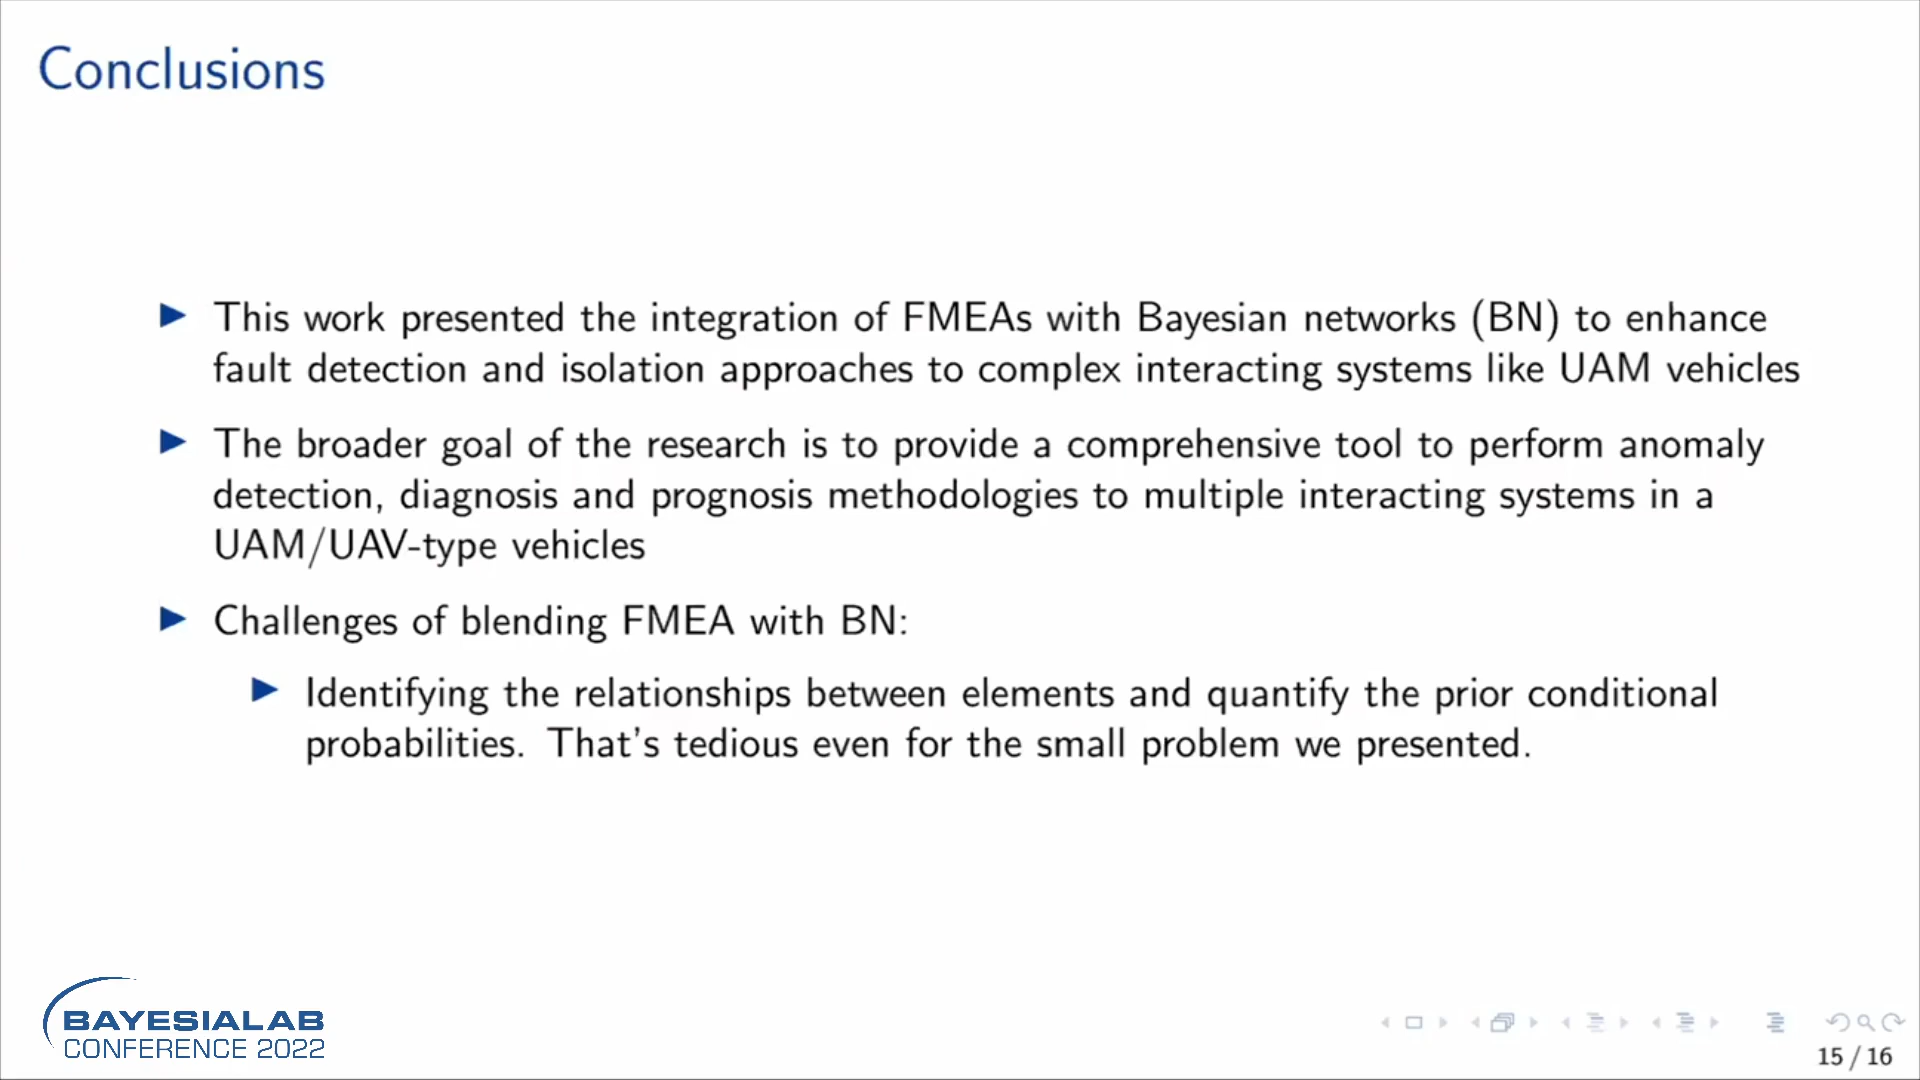 Conclusions
This work presented the integration of FMEAs with Bayesian networks (BN) to enhance
fault detection and isolation approaches to complex interacting systems like UAM vehicles
The broader goal of the research is to provide a comprehensive tool to perform anomaly
detection, diagnosis and prognosis methodologies to multiple interacting systems in a
UAM/UAV-type vehicles
Challenges of blending FMEA with BN:
Identifying the relationships between elements and quantify the prior conditional
probabilities. That's tedious even for the small problem we presented.
BAYESIALAB
CONFERENCE 2022
15 / 16